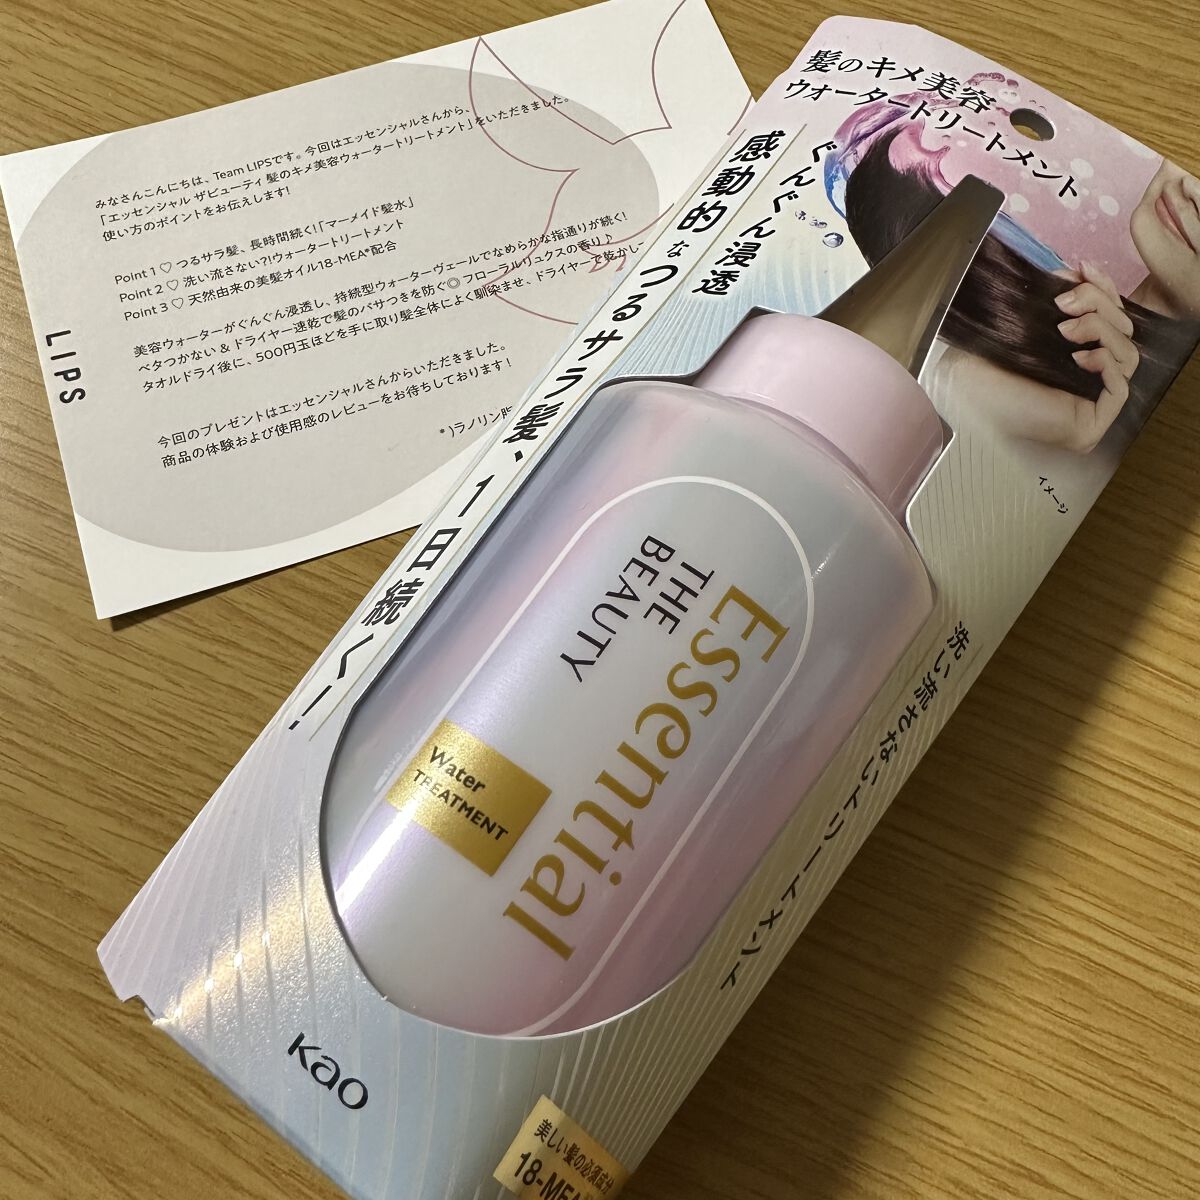 みなさんこんにちは、Team LIPSです。今回はエッセンシャルさんから、
「エッセンシャル ザビューティ 髪のキメ美容ウォータートリートメント」をいただきました。
使い方のポイントをお伝えします!
Point 1 ♡ つるサラ髪、長時間続く!「マーメイド髪水」
Point 2 ♡ 洗い流さない?!ウォータートリートメント
Point 3 ♡ 天然由来の美髪オイル18-MEA*配合
美容ウォーターがぐんぐん浸透し、持続型ウォーターヴェールでなめらかな指通りが続く!
ベタつかない & ドライヤー速乾で髪のパサつきを防ぐ◎ フローラルリュクスの香り♪
タオルドライ後に、500円玉ほどを手に取り髪全体によく馴染ませ、ドライヤーで乾かし
今回のプレゼントはエッセンシャルさんからいただきました。
商品の体験および使用感のレビューをお待ちしております!
*)ラノリン脂
LIPS
髪のキメ美容
ウォータートリートメント
ぐんぐん浸透
感動的なつるサラ髪、1日続く!
イメージ
洗い流さないトリートメント
Essential
THE
BEAUTY
Water
TREATMENT
Kao
美しい髪の必須成分
18-MEA